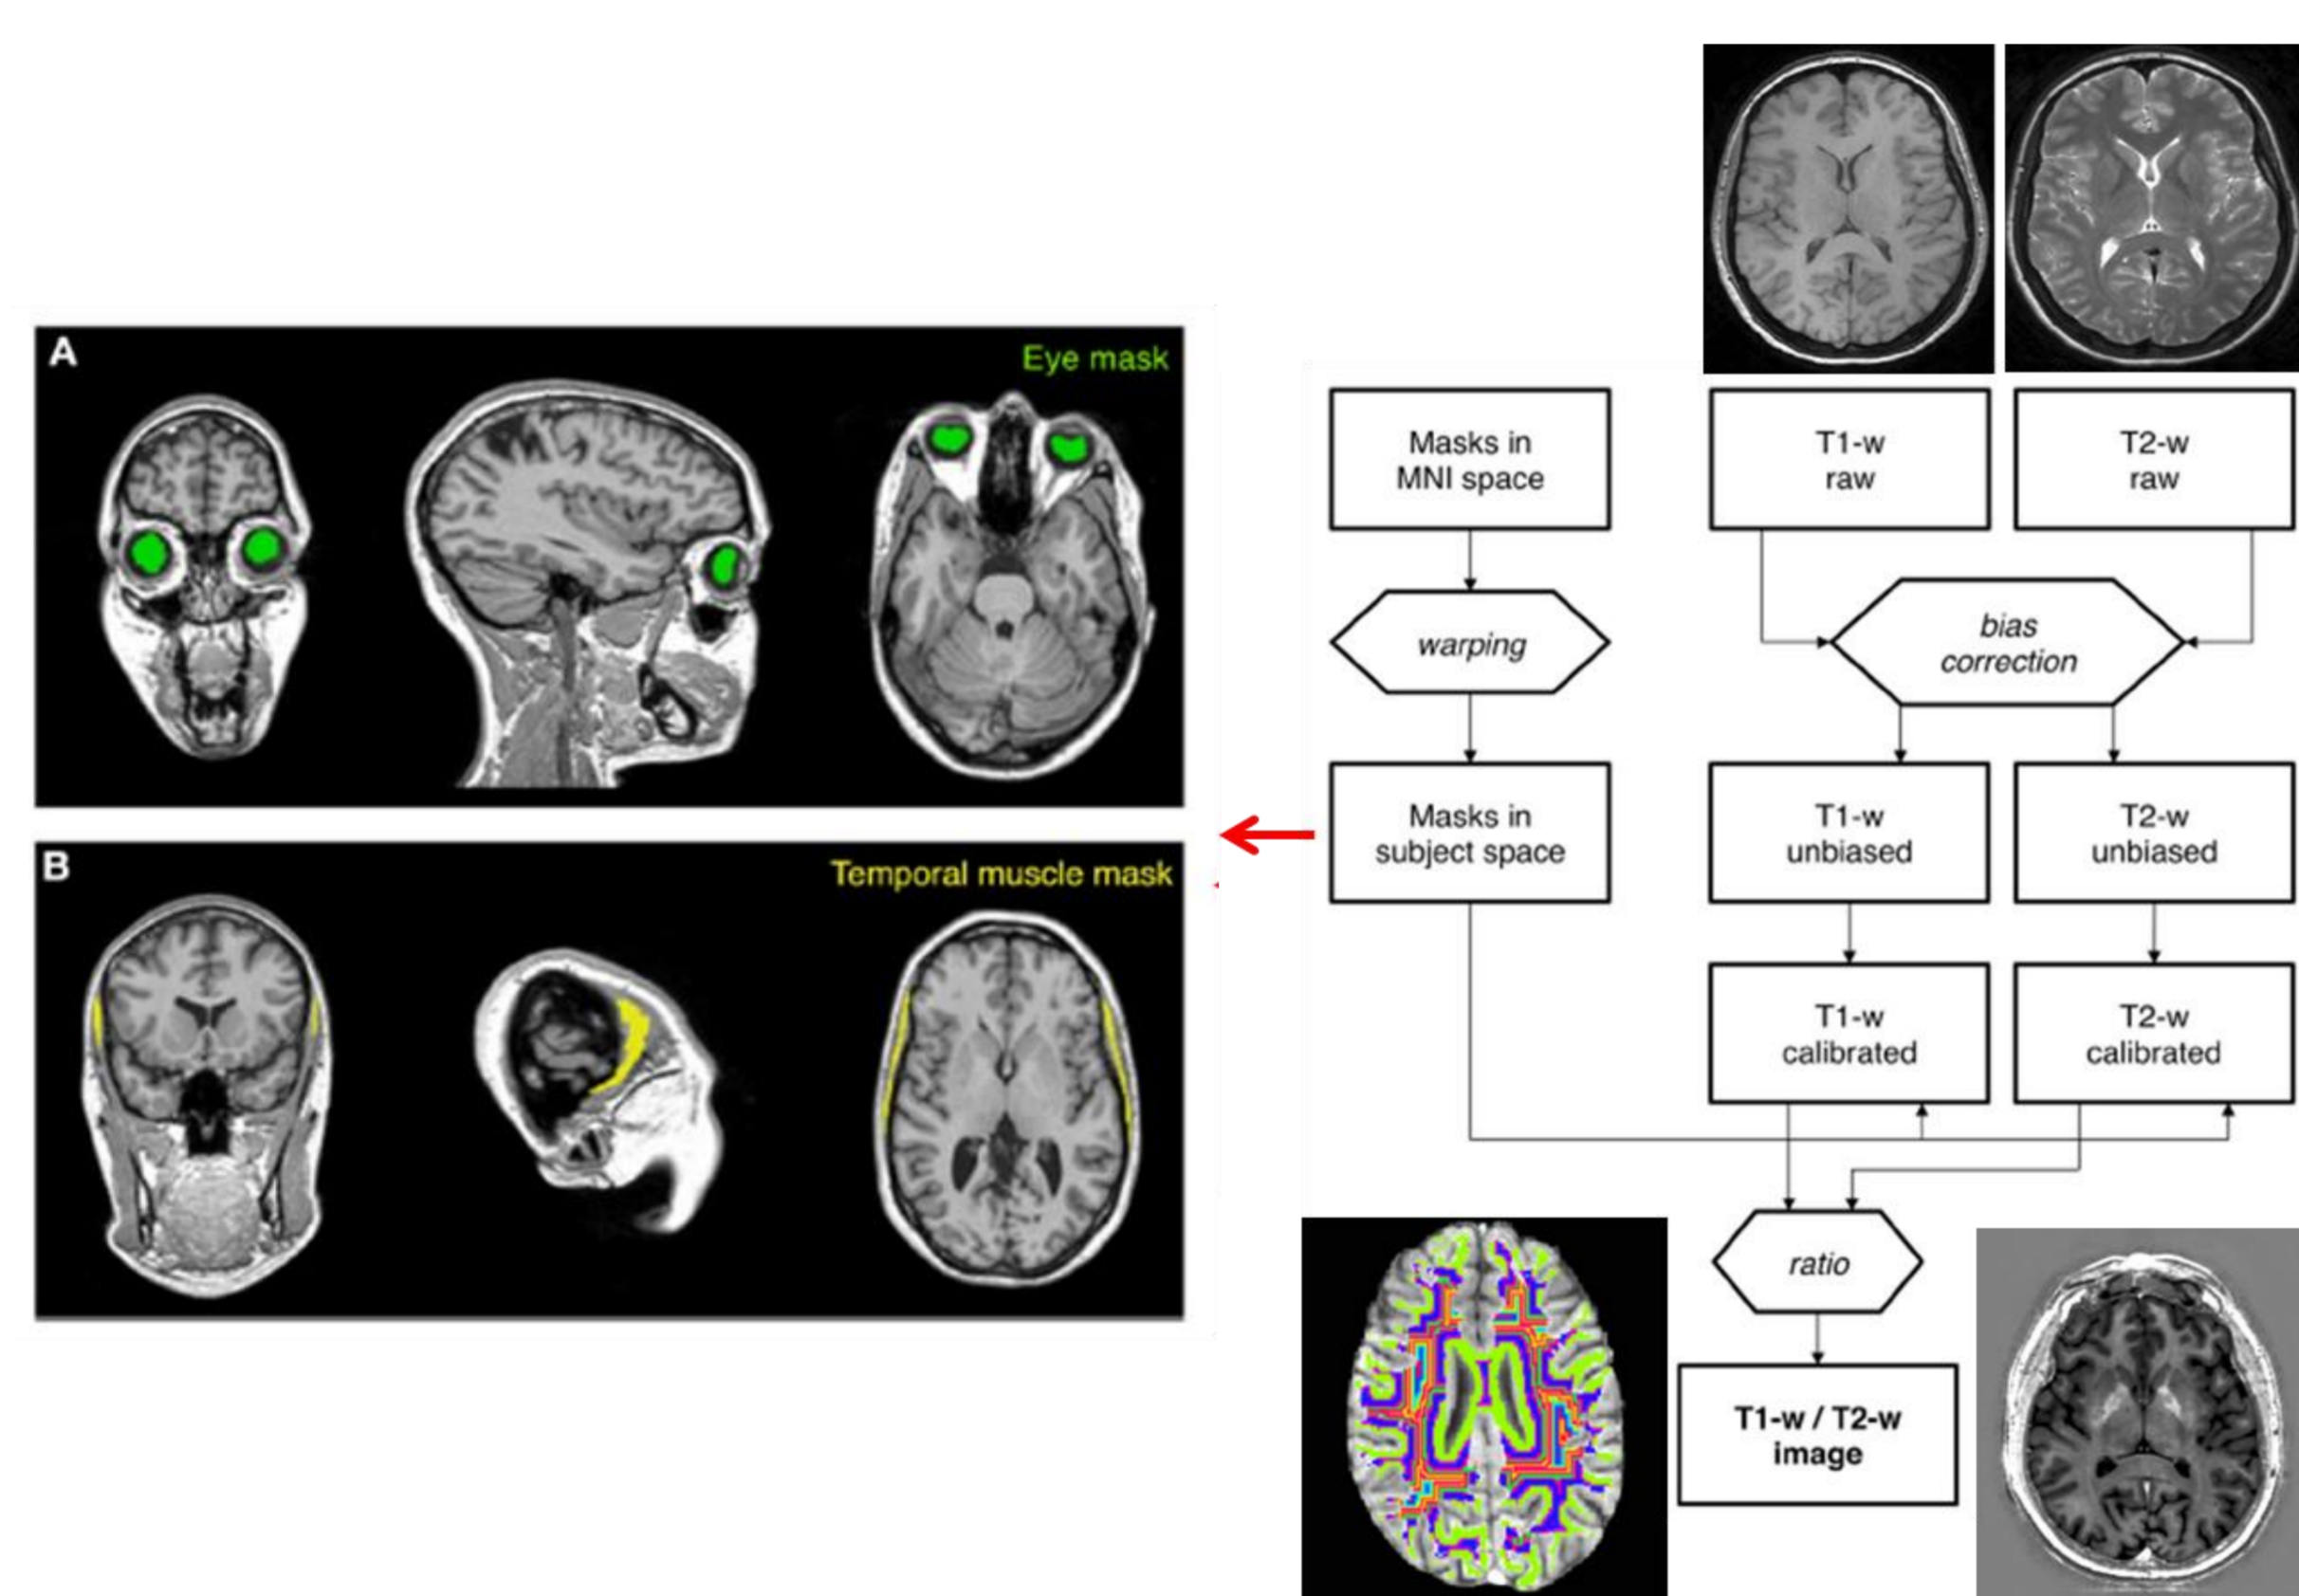 A
Eye mask
B
Temporal muscle mask
Masks in
MNI space
T1-w
raw
T2-w
raw
warping
bias
correction
Masks in
subject space
T1-w
unbiased
T2-w
unbiased
T1-w
calibrated
T2-w
calibrated
ratio
T1-w / T2-w
image